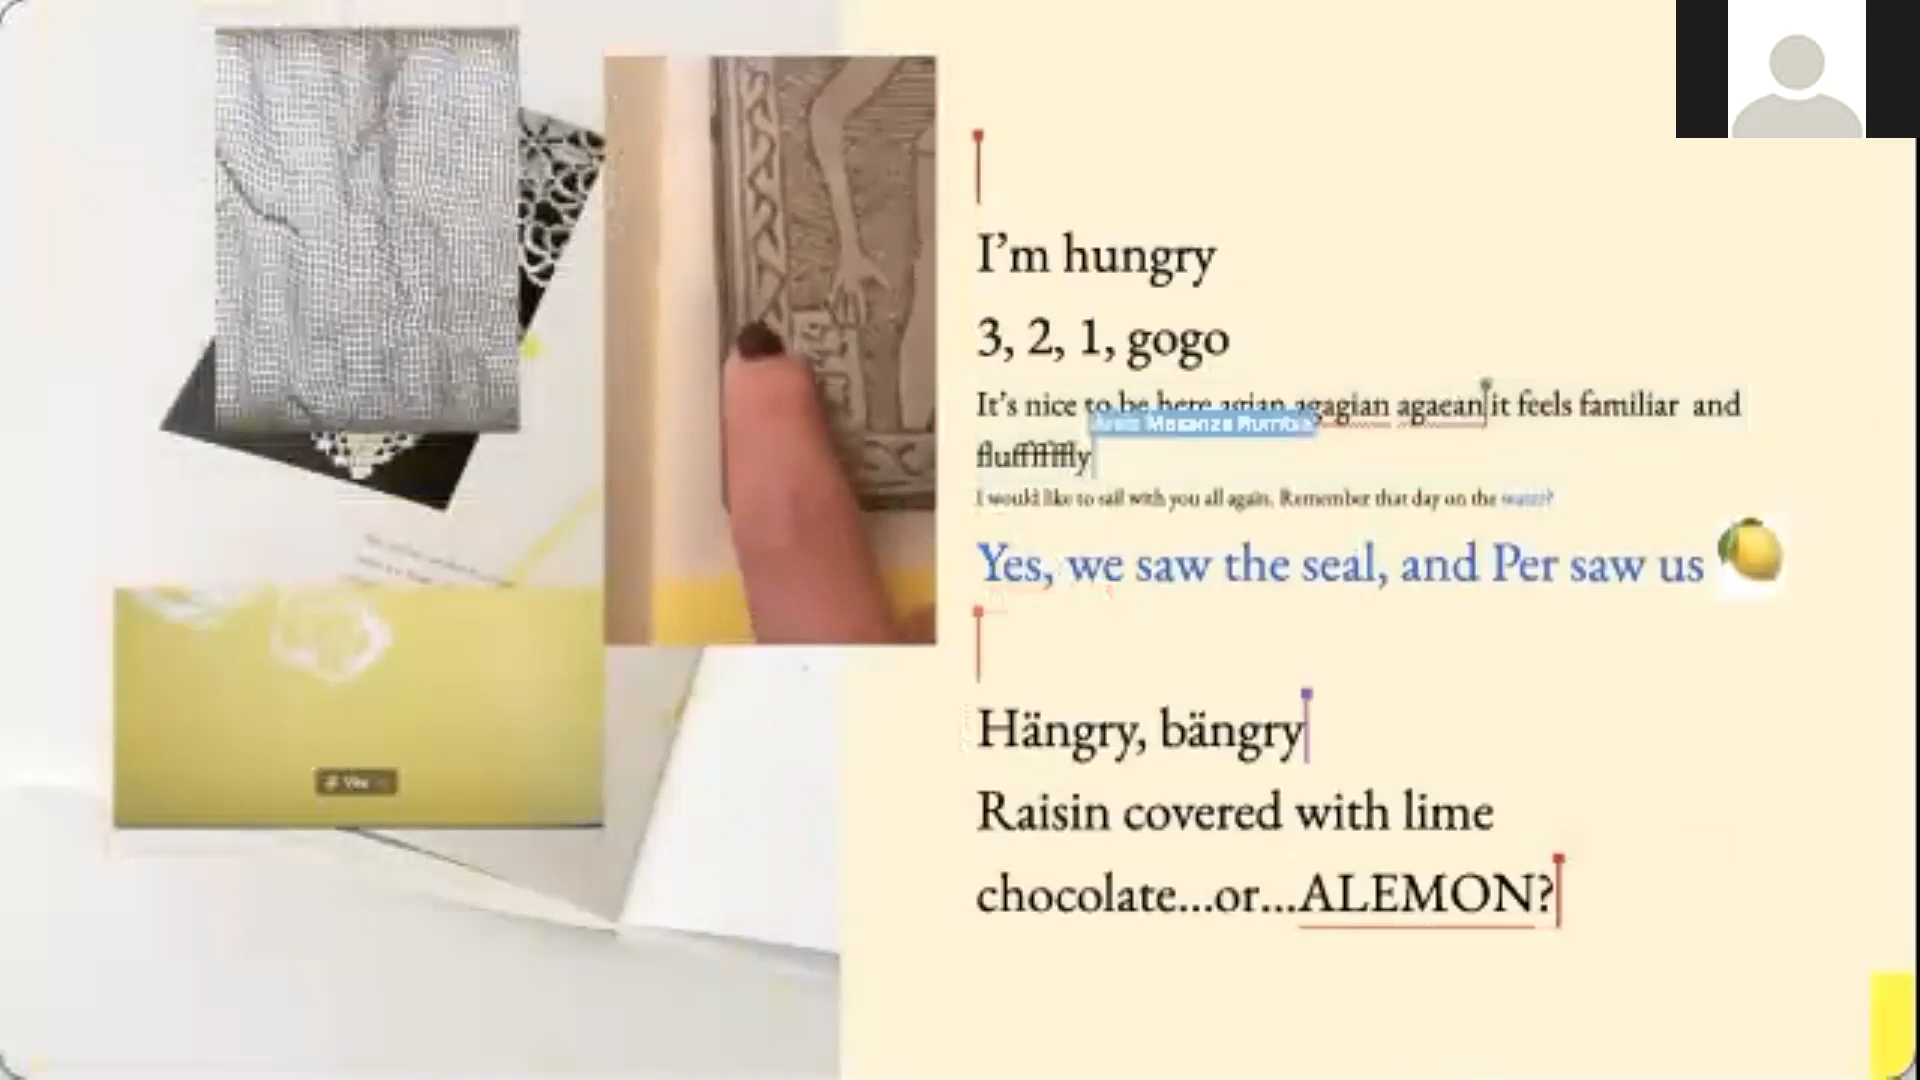 I’m hungry
3, 2, 1, gogo
It’s nice to be here agian agagian agaean it feels familiar and
fluffffffly
I would like to sail with you all again. Remember that day on the water?
Yes, we saw the seal, and Per saw us
Hängry, bängry
Raisin covered with lime
chocolate...or...ALEMON?